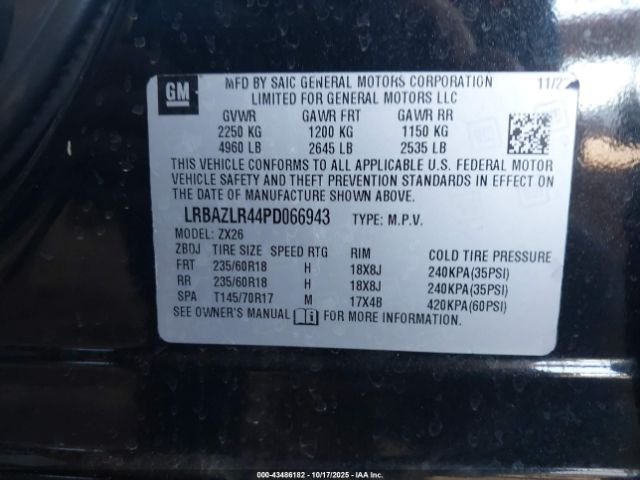 GM
MFD BY SAIC GENERAL MOTORS CORPORATION 11/2
LIMITED FOR GENERAL MOTORS LLC
GVWR GAWR FRT GAWR RR
2250 KG 1200 KG 1150 KG
4960 LB 2645 LB 2535 LB
THIS VEHICLE CONFORMS TO ALL APPLICABLE U.S. FEDERAL MOTOR
VEHICLE SAFETY AND THEFT PREVENTION STANDARDS IN EFFECT ON
THE DATE OF MANUFACTURE SHOWN ABOVE.
LRBAZLR44PD066943 TYPE: M.P.V.
MODEL: ZX26
ZBDJ TIRE SIZE SPEED RTG RIM COLD TIRE PRESSURE
FRT 235/60R18 H 18X8J 240KPA(35PSI)
RR 235/60R18 H 18X8J 240KPA(35PSI)
SPA T145/70R17 M 17X4B 420KPA(60PSI)
SEE OWNER'S MANUAL FOR MORE INFORMATION.
000-43486182 - 10/17/2025 - IAA, Inc.